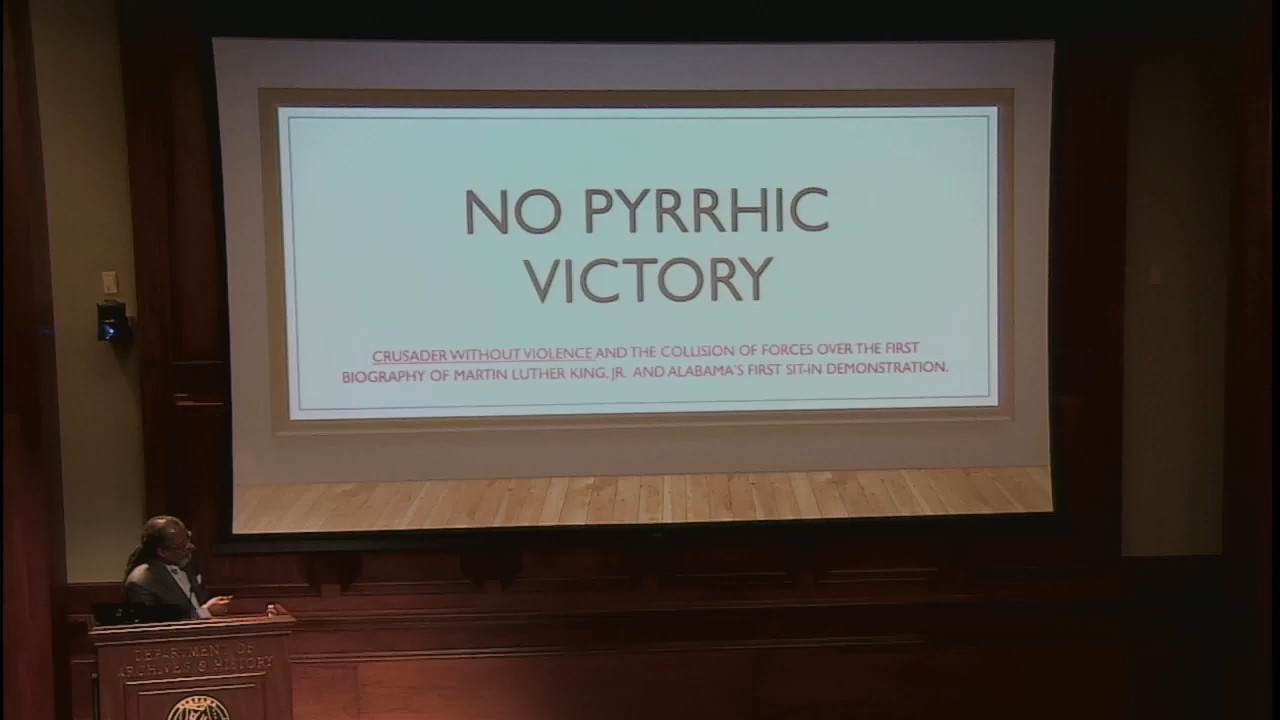 NO PYRRHIC
VICTORY
CRUSADER WITHOUT VIOLENCE AND THE COLLISION OF FORCES OVER THE FIRST
BIOGRAPHY OF MARTIN LUTHER KING, JR. AND ALABAMA'S FIRST SIT-IN DEMONSTRATION.
DEPARTMENT OF
ARCHIVES & HISTORY